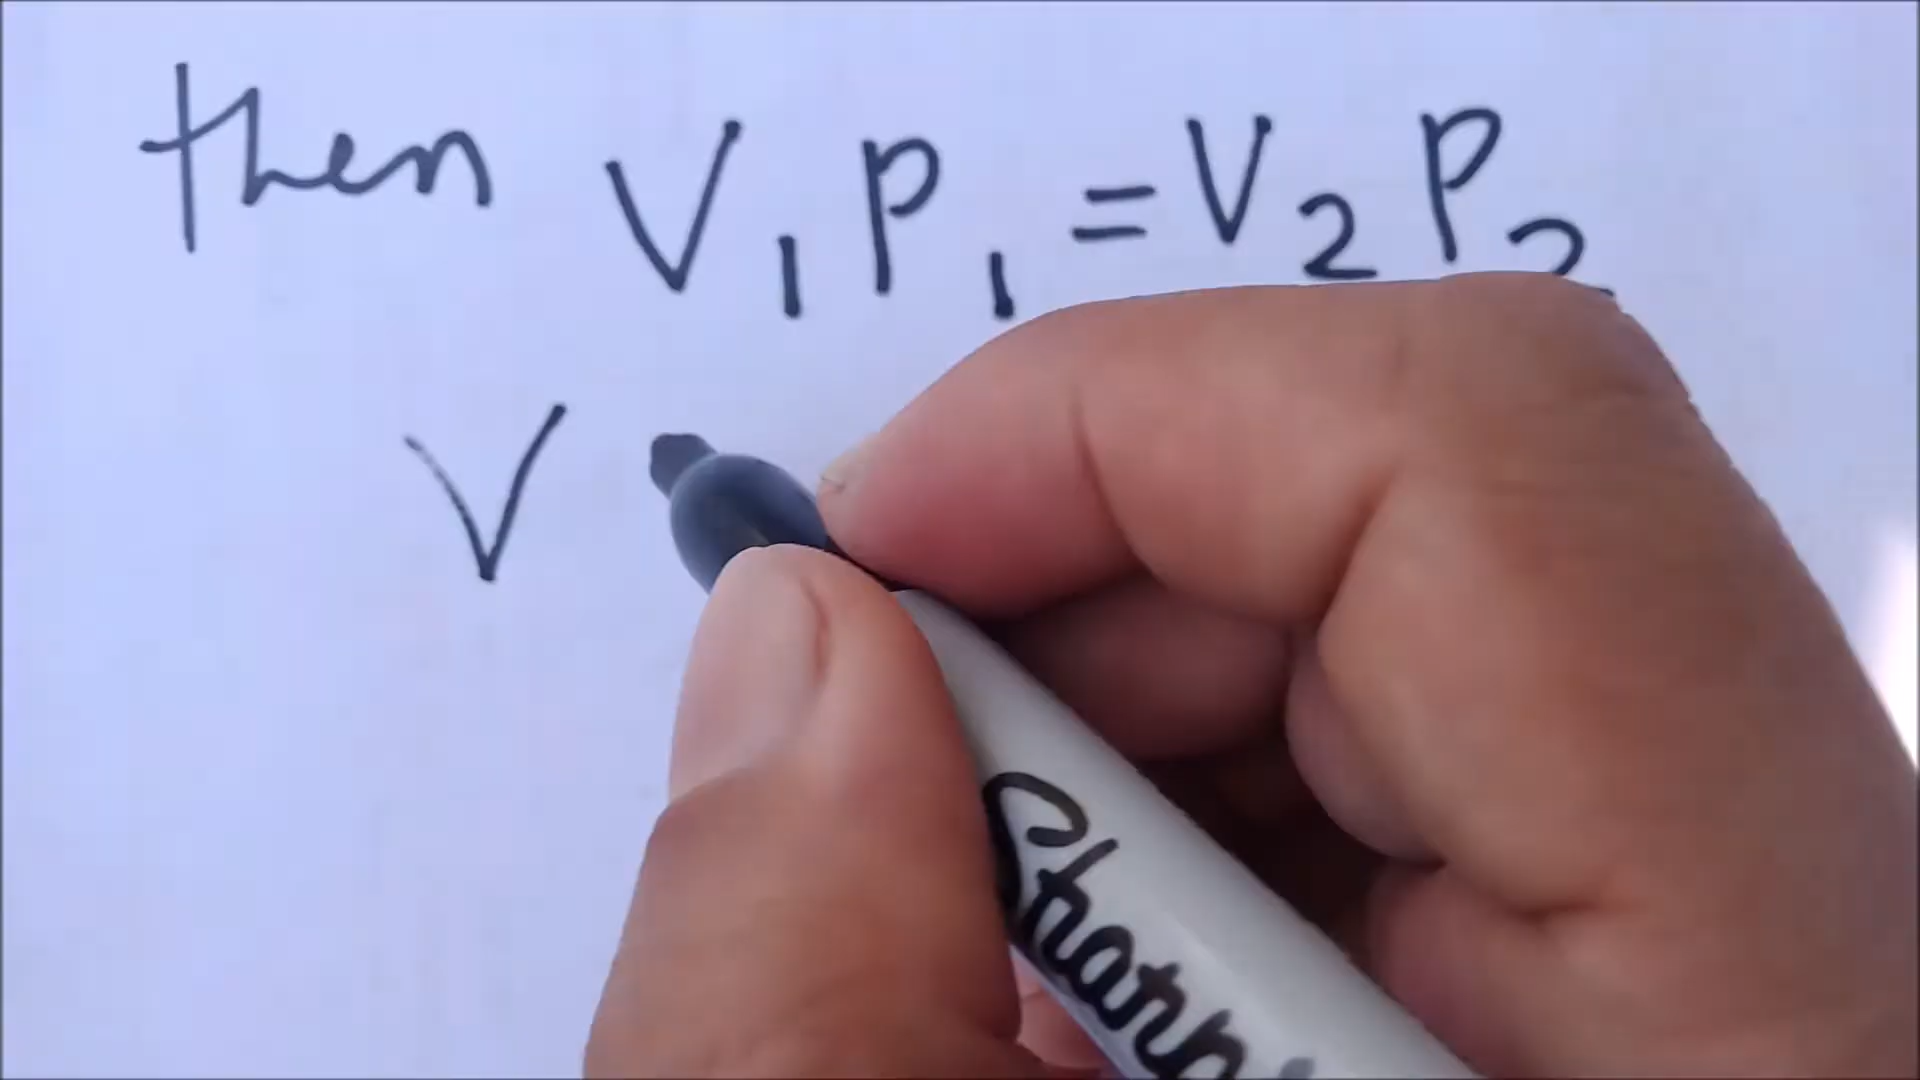 then V₁P₁ = V₂P₂
V
Sharp